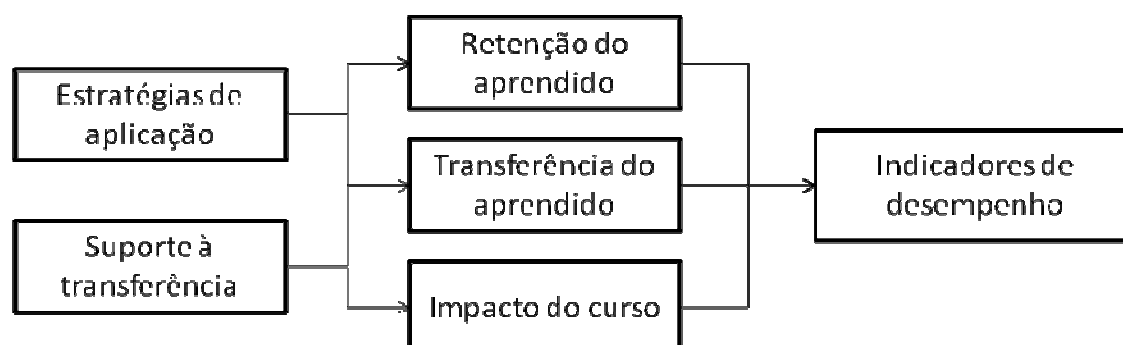 Estratégias de
aplicação
Suporte à
transferência
Retenção do
aprendido
Transferência do
aprendido
Impacto do curso
Indicadores de
desempenho